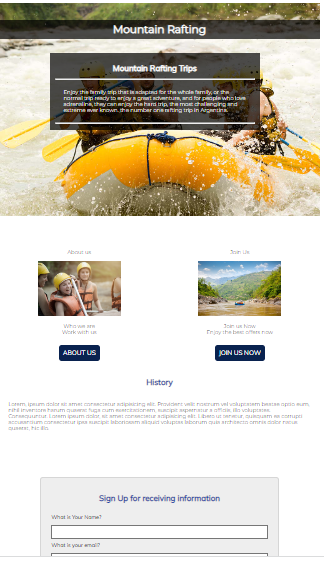 Mountain Rafting
Mountain Rafting Trips
Enjoy the family trip that is adapted for the whole family, or the
normal trip ready to enjoy a great adventure, and for people who love
adrenaline, they can enjoy the hard trip, the most challenging and
extreme ever known. the number one rafting trip in Argentina.
About us
Join Us
Who we are
Work with us
Join us Now
Enjoy the best offers now
ABOUT US
JOIN US NOW
History
Lorem, ipsum dolor sit amet consectetur adipisicing elit. Provident velit nostrum vel voluptatem beatae optio eum,
nihil inventore harum quaerat fuga cum exercitationem, suscipit aspernatur a officiis, illo voluptates.
Consequuntur. Lorem ipsum dolor, sit amet consectetur adipisicing elit. Libero ut tenetur, quisquam ex corrupti
accusantium consectetur ipsa suscipit laboriosam aliquid voluptas laborum quia architecto omnis dolor natus
quaerat, hic illo.
Sign Up for receiving information
What is Your Name?
What is your email?